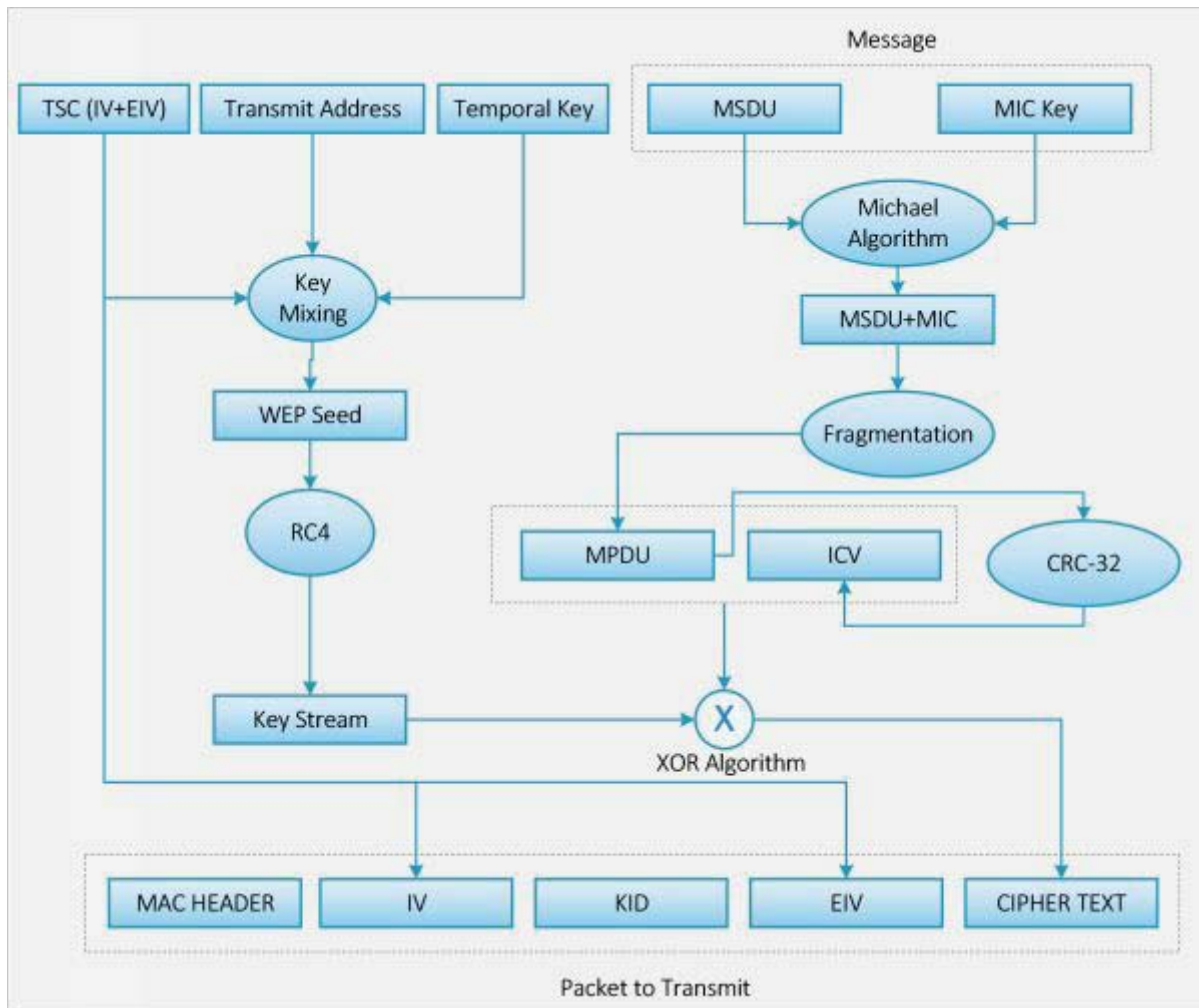 Message
TSC (IV+EIV)
Transmit Address
Temporal Key
MSDU
MIC Key
Michael
Algorithm
Key
Mixing
MSDU+MIC
WEP Seed
Fragmentation
RC4
MPDU
ICV
CRC-32
Key Stream
X
XOR Algorithm
MAC HEADER
IV
KID
EIV
CIPHER TEXT
Packet to Transmit